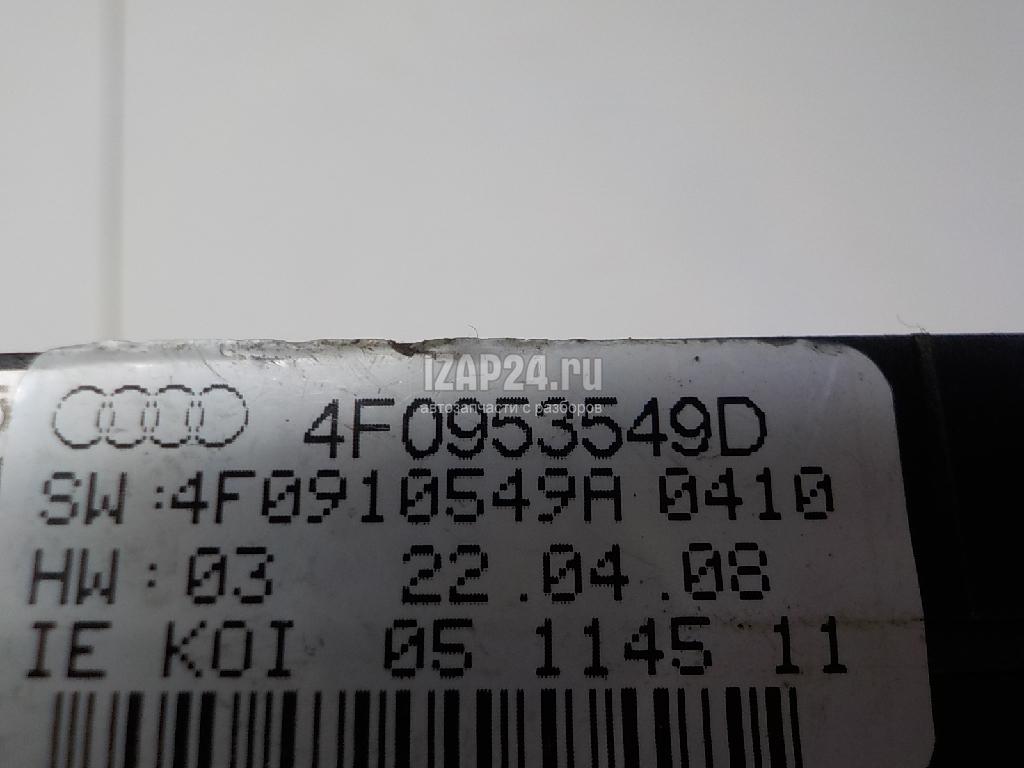 iZAP24.ru
автозапчасти с разборов
4F0953549D
SW:4F0910549A 0410
HW:03 22.04.08
IE KOI 05 1145 11